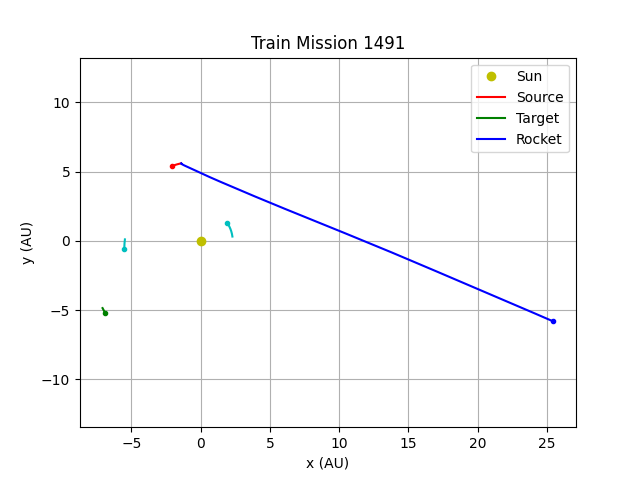 Train Mission 1491
Sun
Source
Target
Rocket
y (AU)
10
5
0
−5
−10
−5
0
5
10
15
20
25
x (AU)